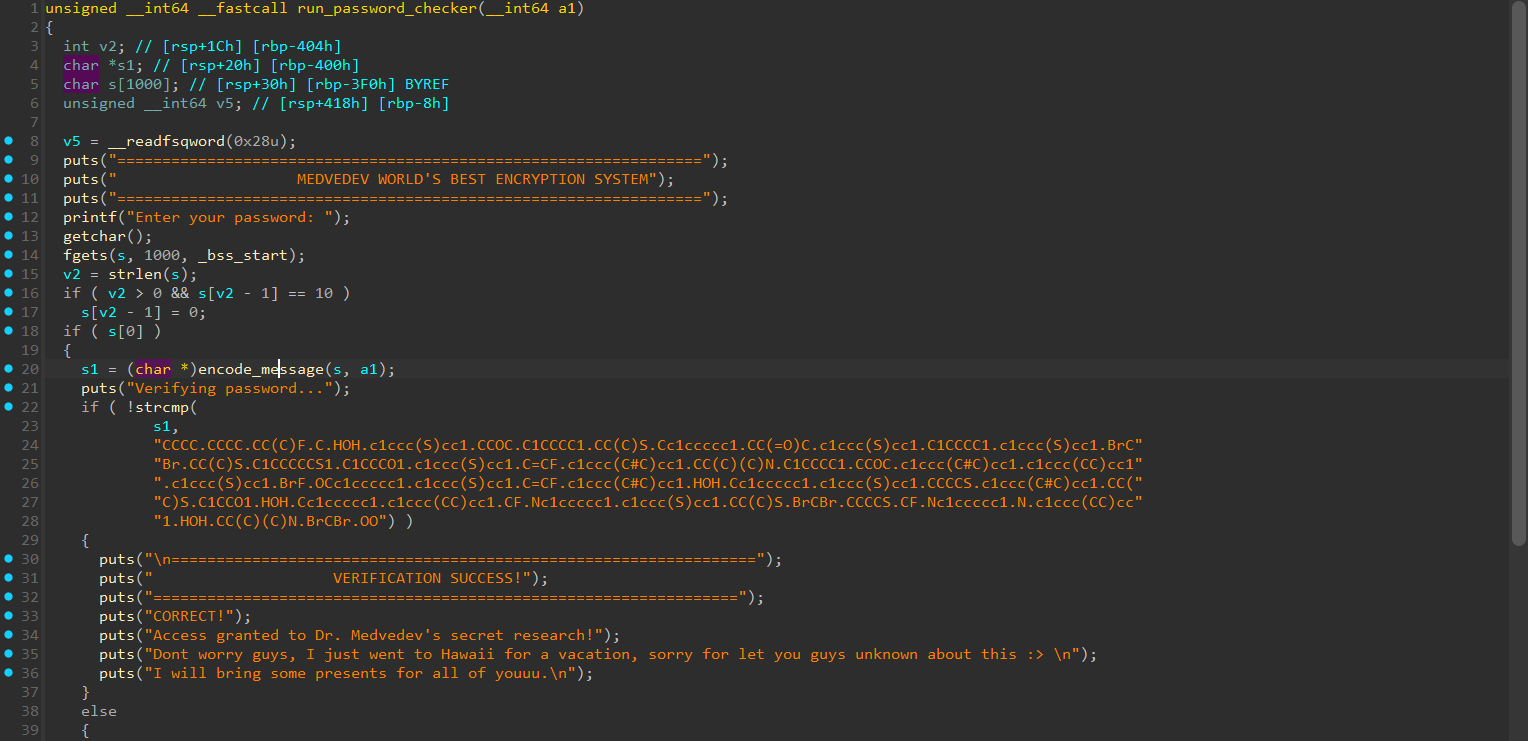 1 unsigned __int64 __fastcall run_password_checker(__int64 a1)
2 {
3   int v2; // [rsp+1Ch] [rbp-404h]
4   char *s1; // [rsp+20h] [rbp-400h]
5   char s[1000]; // [rsp+30h] [rbp-3F0h] BYREF
6   unsigned __int64 v5; // [rsp+418h] [rbp-8h]
7
8   v5 = __readfsqword(0x28u);
9   puts("=================================================================");
10   puts("                    MEDVEDEV WORLD'S BEST ENCRYPTION SYSTEM");
11   puts("=================================================================");
12   printf("Enter your password: ");
13   getchar();
14   fgets(s, 1000, _bss_start);
15   v2 = strlen(s);
16   if ( v2 > 0 && s[v2 - 1] == 10 )
17     s[v2 - 1] = 0;
18   if ( s[0] )
19   {
20     s1 = (char *)encode_message(s, a1);
21     puts("Verifying password...");
22     if ( !strcmp(
23             s1,
24             "CCCC.CCCC.CC(C)F.C.HOH.c1ccc(S)cc1.CCOC.C1CCCC1.CC(C)S.Cc1ccccc1.CC(=O)C.c1ccc(S)cc1.C1CCCC1.c1ccc(S)cc1.BrC"
25             "Br.CC(C)S.C1CCCCCS1.C1CCCO1.c1ccc(S)cc1.C=CF.c1ccc(C#C)cc1.CC(C)(C)N.C1CCCC1.CCOC.c1ccc(C#C)cc1.c1ccc(CC)cc1"
26             ".c1ccc(S)cc1.BrF.OCc1ccccc1.c1ccc(S)cc1.C=CF.c1ccc(C#C)cc1.HOH.Cc1ccccc1.c1ccc(S)cc1.CCCCS.c1ccc(C#C)cc1.CC("
27             "C)S.C1CCO1.HOH.Cc1ccccc1.c1ccc(CC)cc1.CF.Nc1ccccc1.c1ccc(S)cc1.CC(C)S.BrCBr.CCCCS.CF.Nc1ccccc1.N.c1ccc(CC)cc"
28             "1.HOH.CC(C)(C)N.BrCBr.OO") )
29     {
30       puts("\n=================================================================");
31       puts("                    VERIFICATION SUCCESS!");
32       puts("=================================================================");
33       puts("CORRECT!");
34       puts("Access granted to Dr. Medvedev's secret research!");
35       puts("Dont worry guys, I just went to Hawaii for a vacation, sorry for let you guys unknown about this :> \n");
36       puts("I will bring some presents for all of youuu.\n");
37     }
38     else
39     {